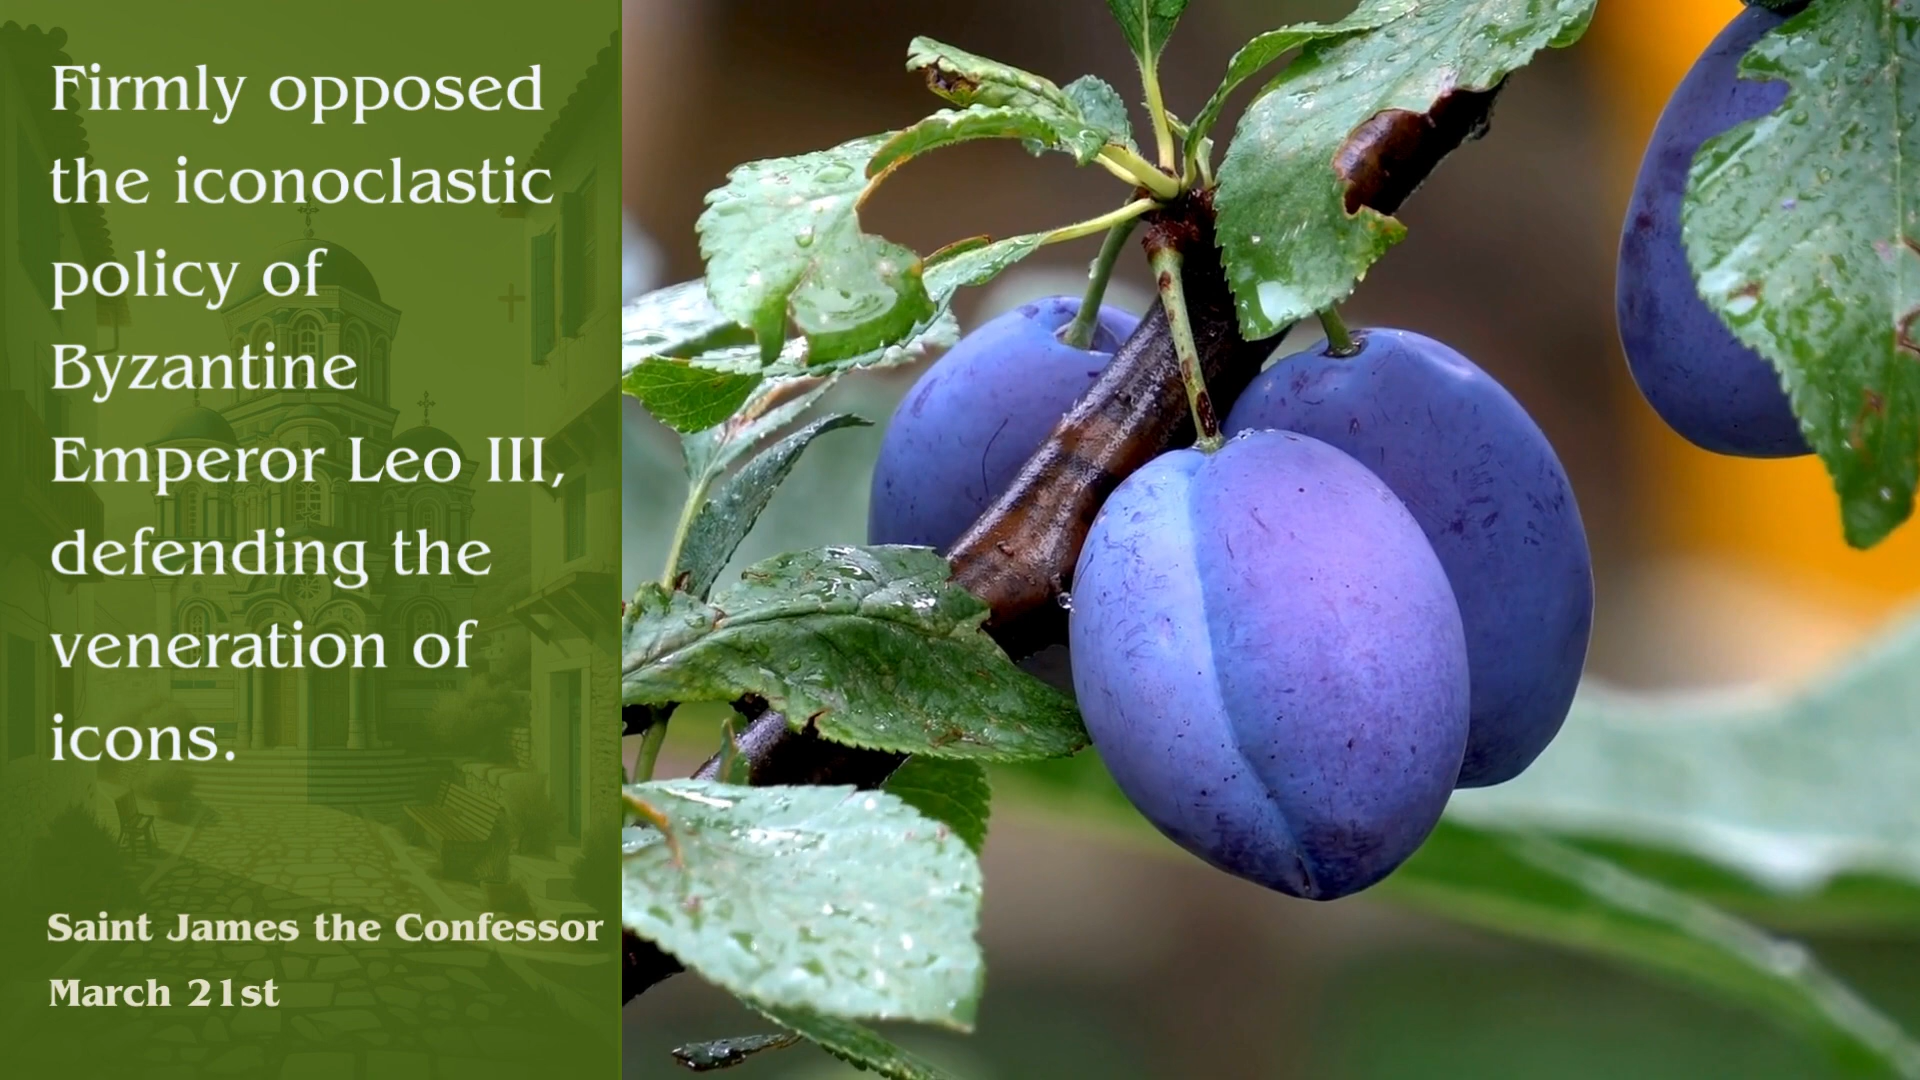 Firmly opposed
the iconoclastic
policy of
Byzantine
Emperor Leo III,
defending the
veneration of
icons.
Saint James the Confessor
March 21st